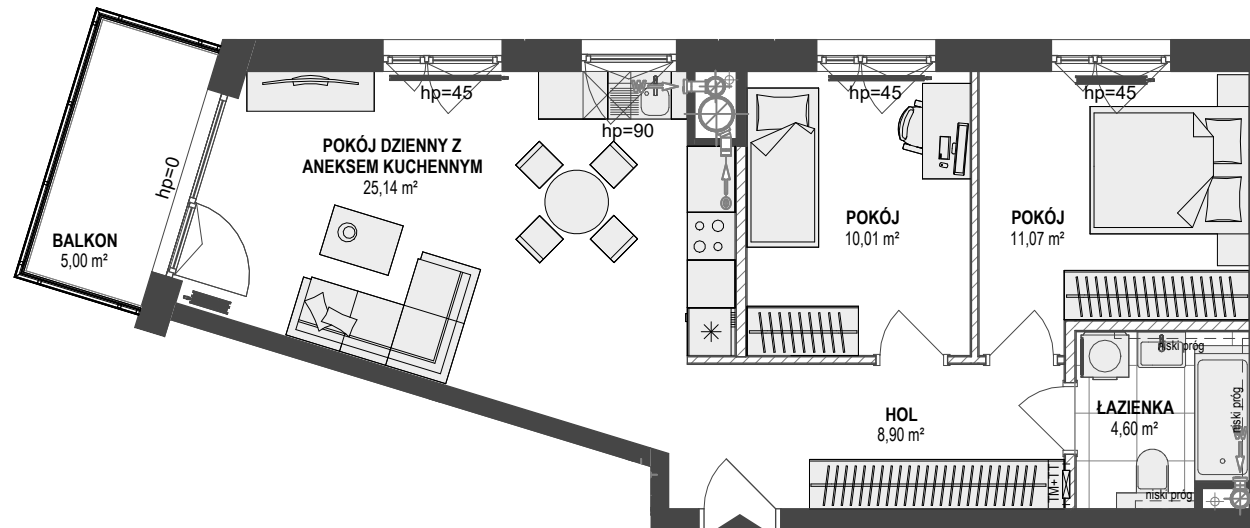 hp=45
hp=90
hp=45
hp=45
hp=0
POKÓJ DZIENNY Z
ANEKSEM KUCHENNYM
25,14 m²
BALKON
5,00 m²
POKÓJ
10,01 m²
POKÓJ
11,07 m²
niski próg
niski próg
ŁAZIENKA
4,60 m²
HOL
8,90 m²
TM+TT
niski próg